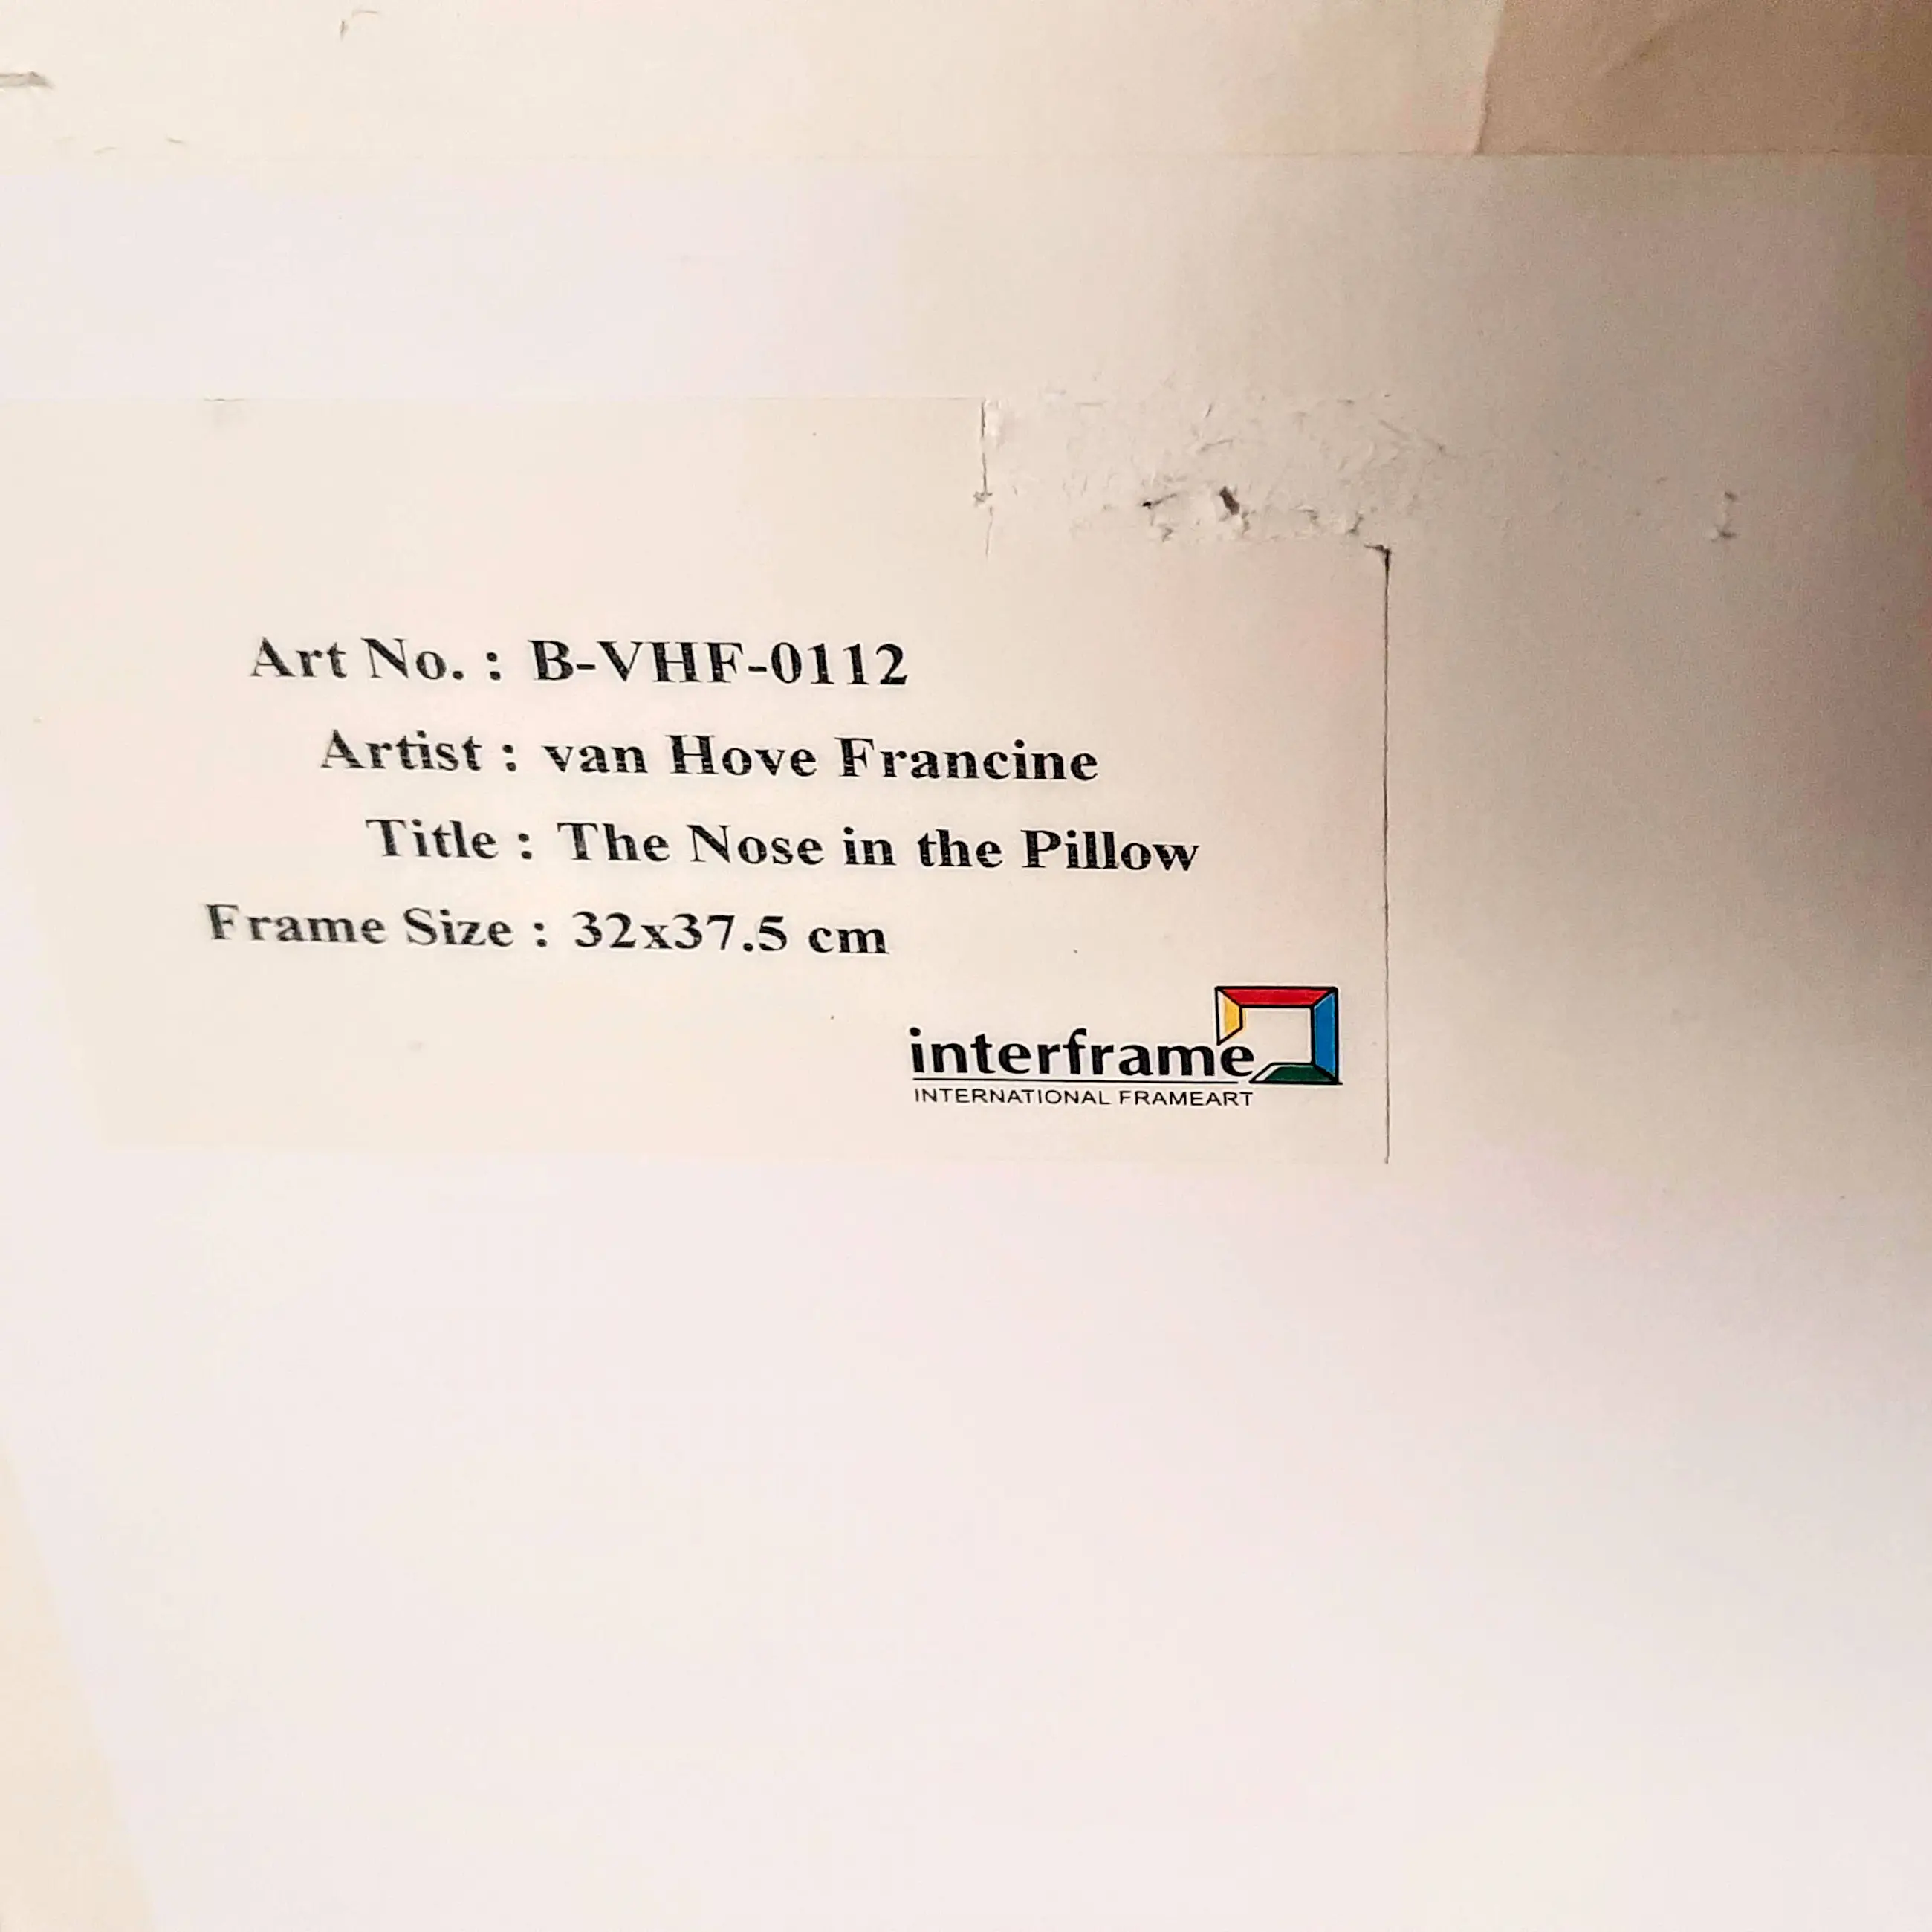 Art No. : B-VHF-0112
Artist : van Hove Francine
Title : The Nose in the Pillow
Frame Size : 32x37.5 cm
interframe
INTERNATIONAL FRAMEART